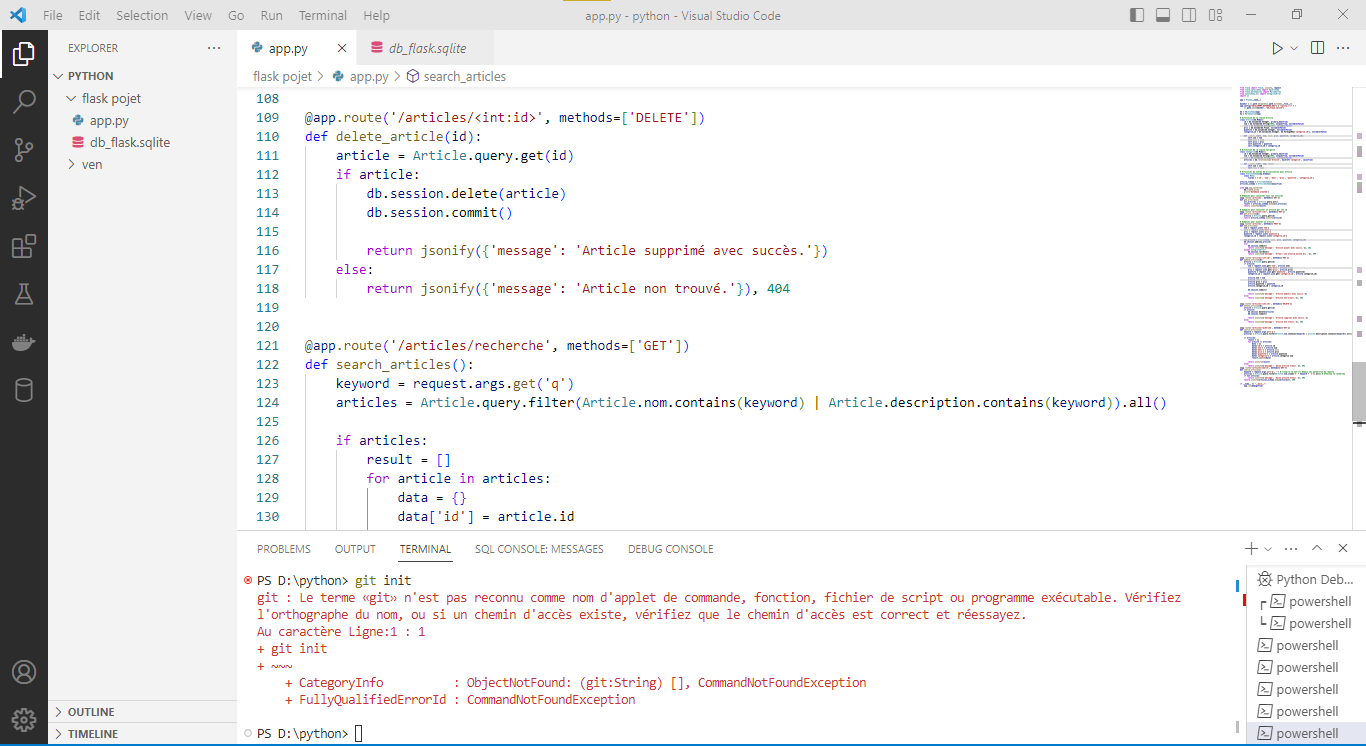 File Edit Selection View Go Run Terminal Help
app.py - python - Visual Studio Code
EXPLORER
PYTHON
flask pojet
app.py
db_flask.sqlite
ven
OUTLINE
TIMELINE
app.py
db_flask.sqlite
flask pojet > app.py > search_articles
108
109 @app.route('/articles/<int:id>', methods=['DELETE'])
110 def delete_article(id):
111     article = Article.query.get(id)
112     if article:
113         db.session.delete(article)
114         db.session.commit()
115
116         return jsonify({'message': 'Article supprimé avec succès.'})
117     else:
118         return jsonify({'message': 'Article non trouvé.'}), 404
119
120
121 @app.route('/articles/recherche', methods=['GET'])
122 def search_articles():
123     keyword = request.args.get('q')
124     articles = Article.query.filter(Article.nom.contains(keyword) | Article.description.contains(keyword)).all()
125
126     if articles:
127         result = []
128         for article in articles:
129             data = {}
130             data['id'] = article.id
PROBLEMS OUTPUT TERMINAL SQL CONSOLE: MESSAGES DEBUG CONSOLE
PS D:\python> git init
git : Le terme «git» n'est pas reconnu comme nom d'applet de commande, fonction, fichier de script ou programme exécutable. Vérifiez
l'orthographe du nom, ou si un chemin d'accès existe, vérifiez que le chemin d'accès est correct et réessayez.
Au caractère Ligne:1 : 1
+ git init
+ ~~~
    + CategoryInfo          : ObjectNotFound: (git:String) [], CommandNotFoundException
    + FullyQualifiedErrorId : CommandNotFoundException
PS D:\python>
Python Deb...
powershell
powershell
powershell
powershell
powershell
powershell
powershell